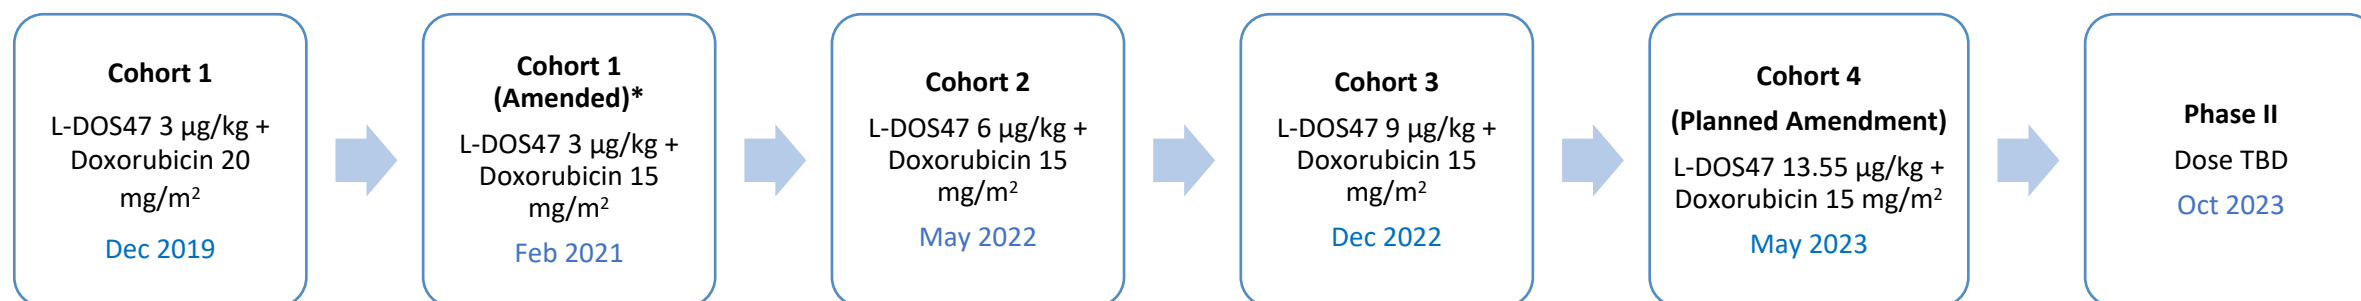 Cohort 1
L-DOS47 3 µg/kg +
Doxorubicin 20
mg/m²
Dec 2019
Cohort 1
(Amended)*
L-DOS47 3 µg/kg +
Doxorubicin 15
mg/m²
Feb 2021
Cohort 2
L-DOS47 6 µg/kg +
Doxorubicin 15
mg/m²
May 2022
Cohort 3
L-DOS47 9 µg/kg +
Doxorubicin 15
mg/m²
Dec 2022
Cohort 4
(Planned Amendment)
L-DOS47 13.55 µg/kg +
Doxorubicin 15 mg/m²
May 2023
Phase II
Dose TBD
Oct 2023